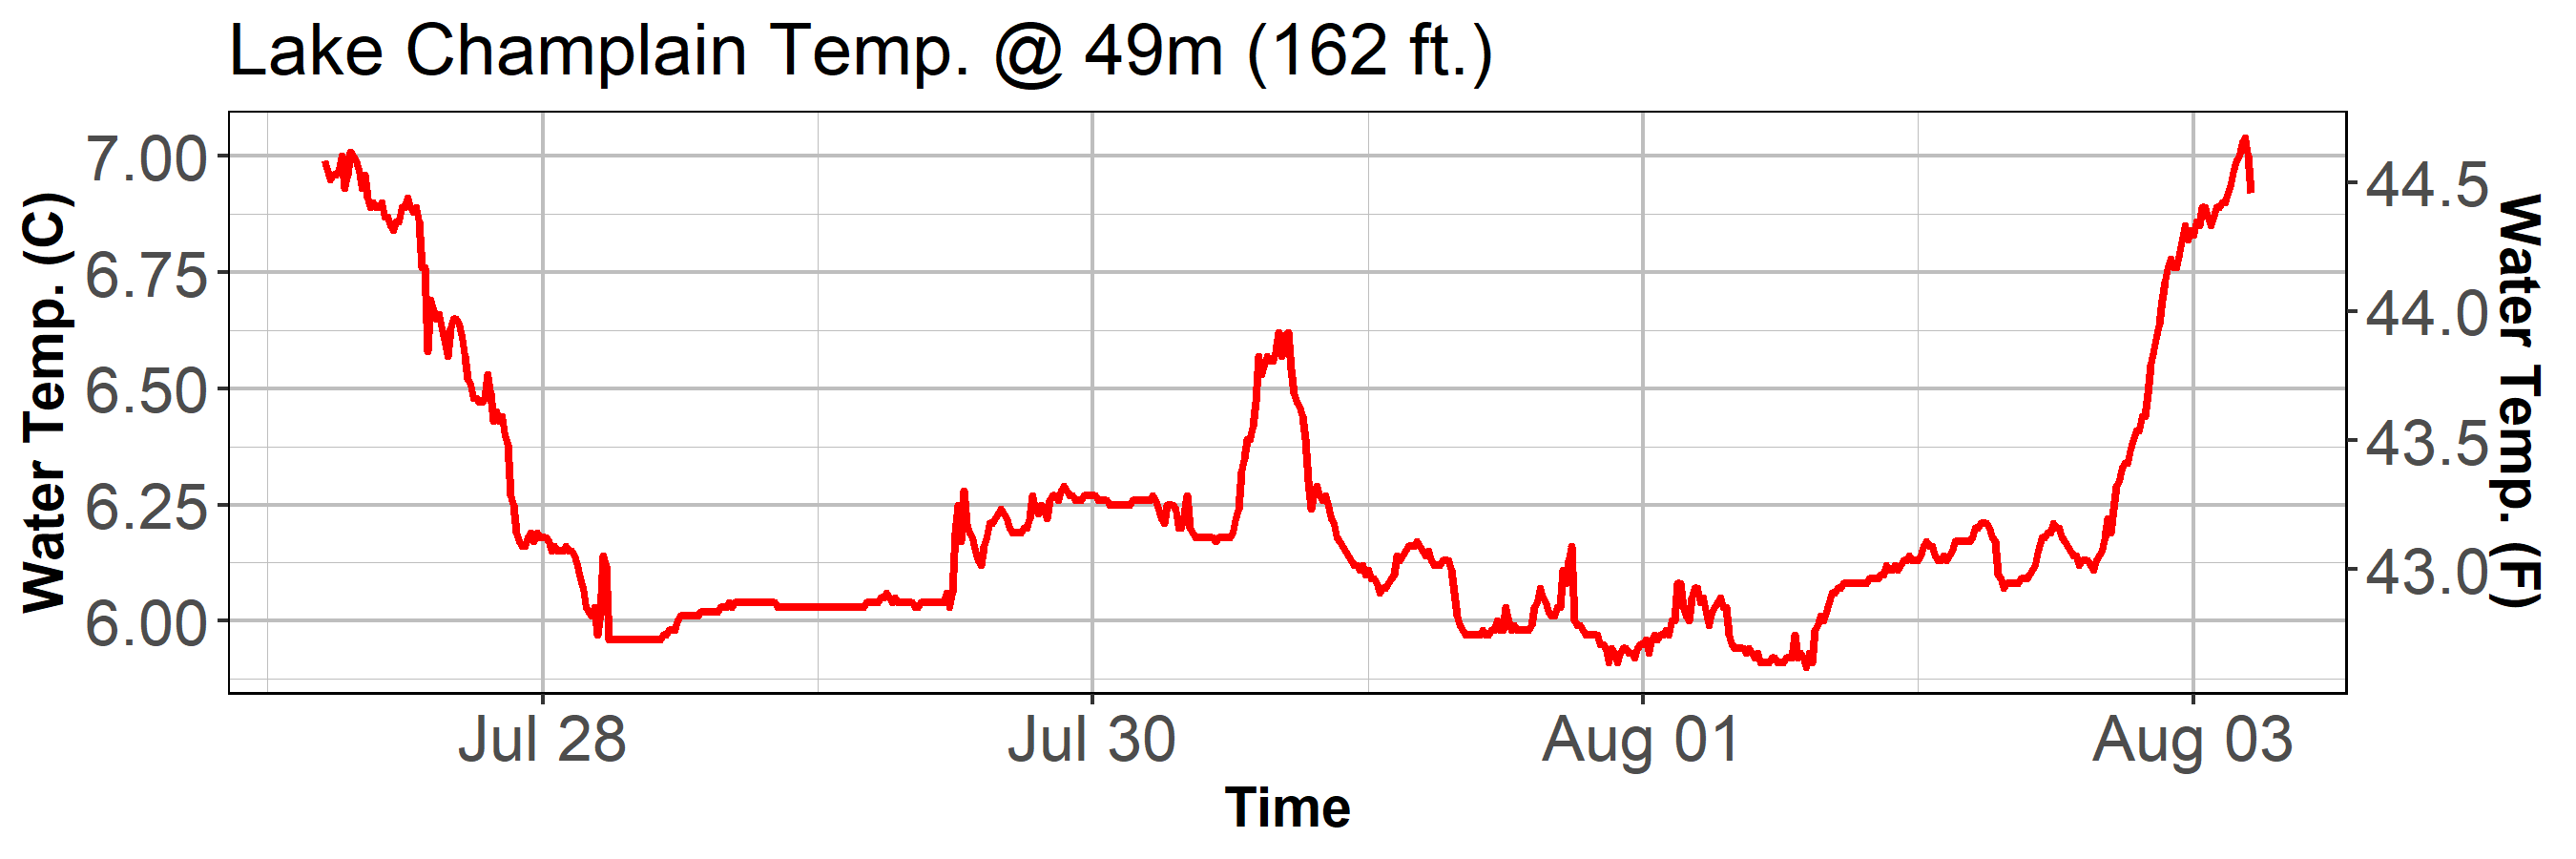 Lake Champlain Temp. @ 49m (162 ft.)
Water Temp. (C)
7.00
6.75
6.50
6.25
6.00
44.5
44.0
43.5
43.0
Water Temp. (F)
Jul 28
Jul 30
Aug 01
Aug 03
Time